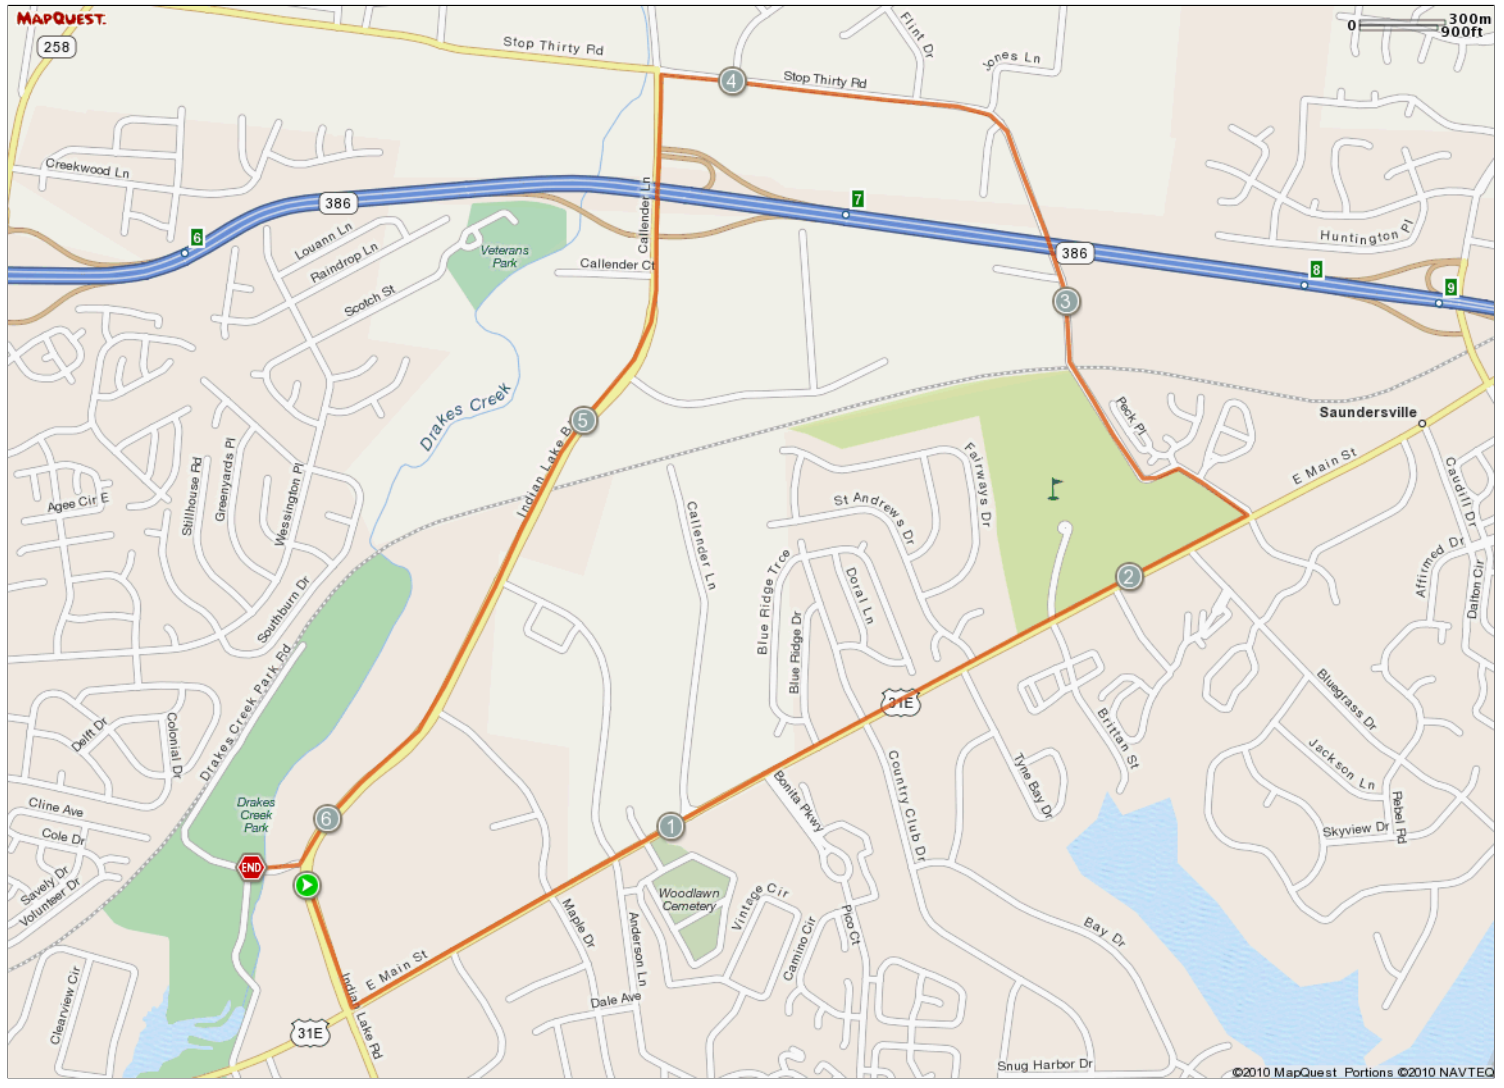 MAPQUEST.
300m
0
900ft
258
Stop Thirty Rd
Flint Dr
Jones Ln
4
Stop Thirty Rd
Creekwood Ln
386
Callender Ln
7
6
Louann Ln
Raindrop Ln
Veterans
Park
Callender Ct
Huntington Pl
386
8
9
Scotch St
3
Drakes Creek
5
Indian Lake B
Peck Pl
Saundersville
E Main St
Fairways Dr
Caudill Dr
Stillhouse Rd
Greenyards Pl
Wessington Pl
Agee Cir E
St Andrews Dr
Callender Ln
Blue Ridge Trce
Doral Ln
2
Affirmed Dr
Dalton Cir
Southburn Dr
Blue Ridge Dr
Drakes Creek Park Rd
31E
Bluegrass Dr
Brittan St
Delft Dr
Colonial Dr
Country Club Dr
Tyne Bay Dr
Jackson Ln
Rebel Rd
Bonita Pkwy
Skyview Dr
Cline Ave
Cole Dr
Drakes
Creek
Park
6
1
END
Savely Dr
Volunteer Dr
Woodlawn
Cemetery
Vintage Cir
Maple Dr
Anderson Ln
Camino Cir
Pico Ct
Bay Dr
E Main St
Indian Lake Rd
Dale Ave
Clearview Cir
31E
Snug Harbor Dr
©2010 MapQuest Portions ©2010 NAVTEQ